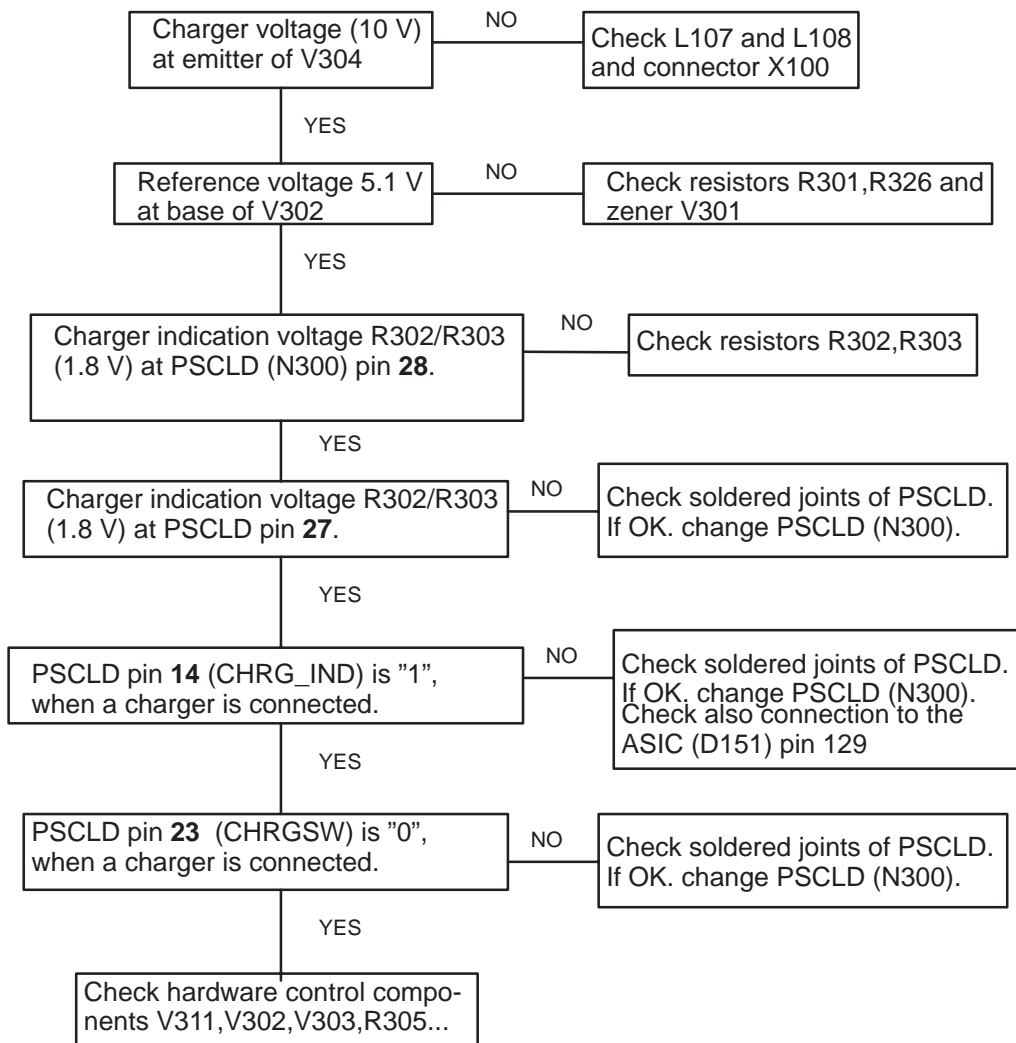 Charger voltage (10 V)
at emitter of V304
NO
Check L107 and L108
and connector X100
YES
Reference voltage 5.1 V
at base of V302
NO
Check resistors R301,R326 and
zener V301
YES
Charger indication voltage R302/R303
(1.8 V) at PSCLD (N300) pin 28.
NO
Check resistors R302,R303
YES
Charger indication voltage R302/R303
(1.8 V) at PSCLD pin 27.
NO
Check soldered joints of PSCLD.
If OK. change PSCLD (N300).
YES
PSCLD pin 14 (CHRG_IND) is ”1”,
when a charger is connected.
NO
Check soldered joints of PSCLD.
If OK. change PSCLD (N300).
Check also connection to the
ASIC (D151) pin 129
YES
PSCLD pin 23 (CHRGSW) is ”0”,
when a charger is connected.
NO
Check soldered joints of PSCLD.
If OK. change PSCLD (N300).
YES
Check hardware control compo-
nents V311,V302,V303,R305...